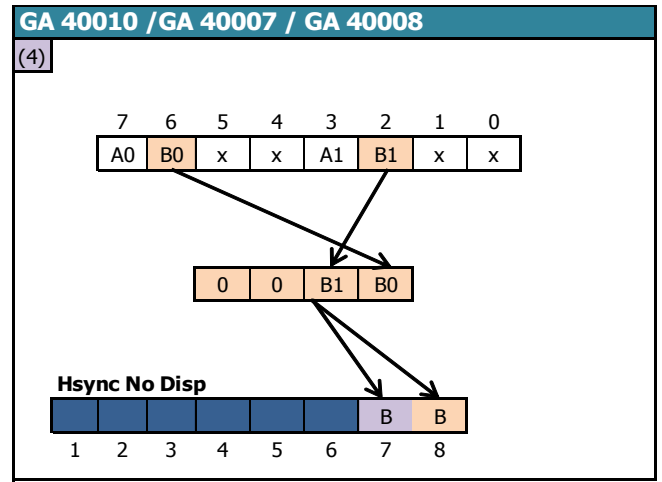 GA 40010 /GA 40007 / GA 40008
(4)
7 6 5 4 3 2 1 0
A0 B0 x x A1 B1 x x
0 0 B1 B0
Hsync No Disp
B B
1 2 3 4 5 6 7 8